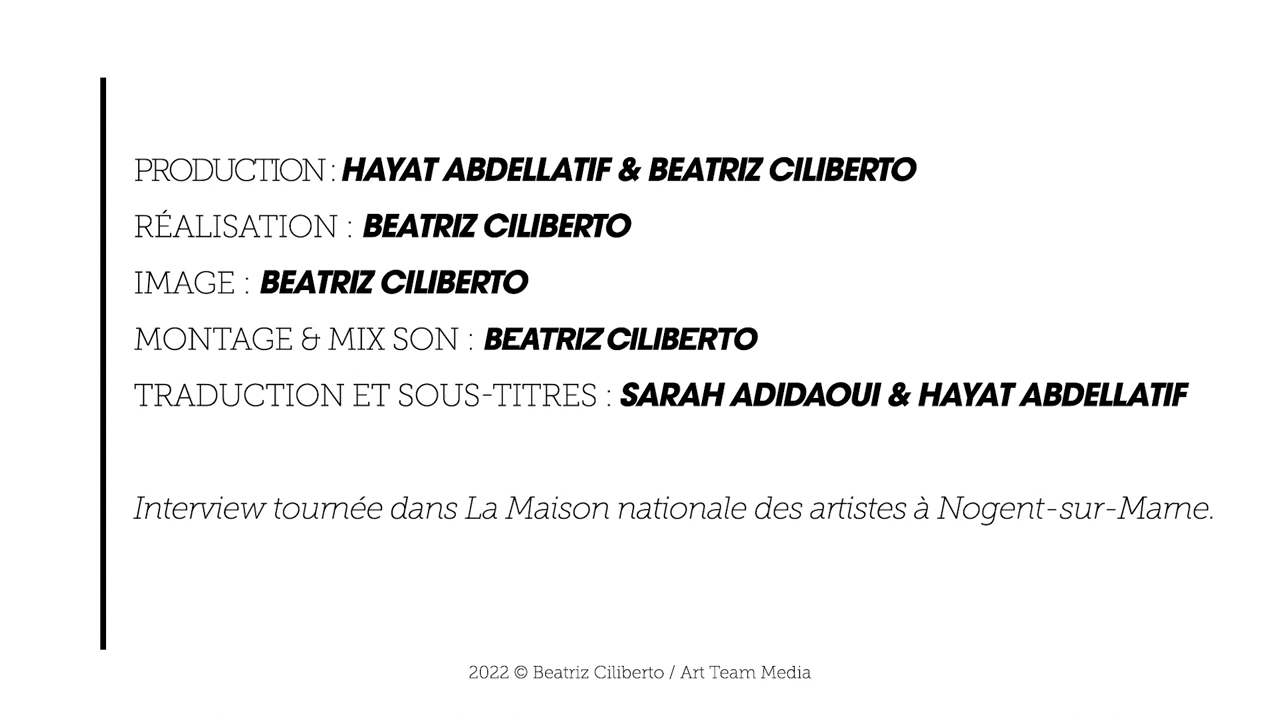 PRODUCTION : HAYAT ABDELLATIF & BEATRIZ CILIBERTO
RÉALISATION : BEATRIZ CILIBERTO
IMAGE : BEATRIZ CILIBERTO
MONTAGE & MIX SON : BEATRIZ CILIBERTO
TRADUCTION ET SOUS-TITRES : SARAH ADIDAOUI & HAYAT ABDELLATIF
Interview tournée dans La Maison nationale des artistes à Nogent-sur-Marne.
2022 © Beatriz Ciliberto / Art Team Media